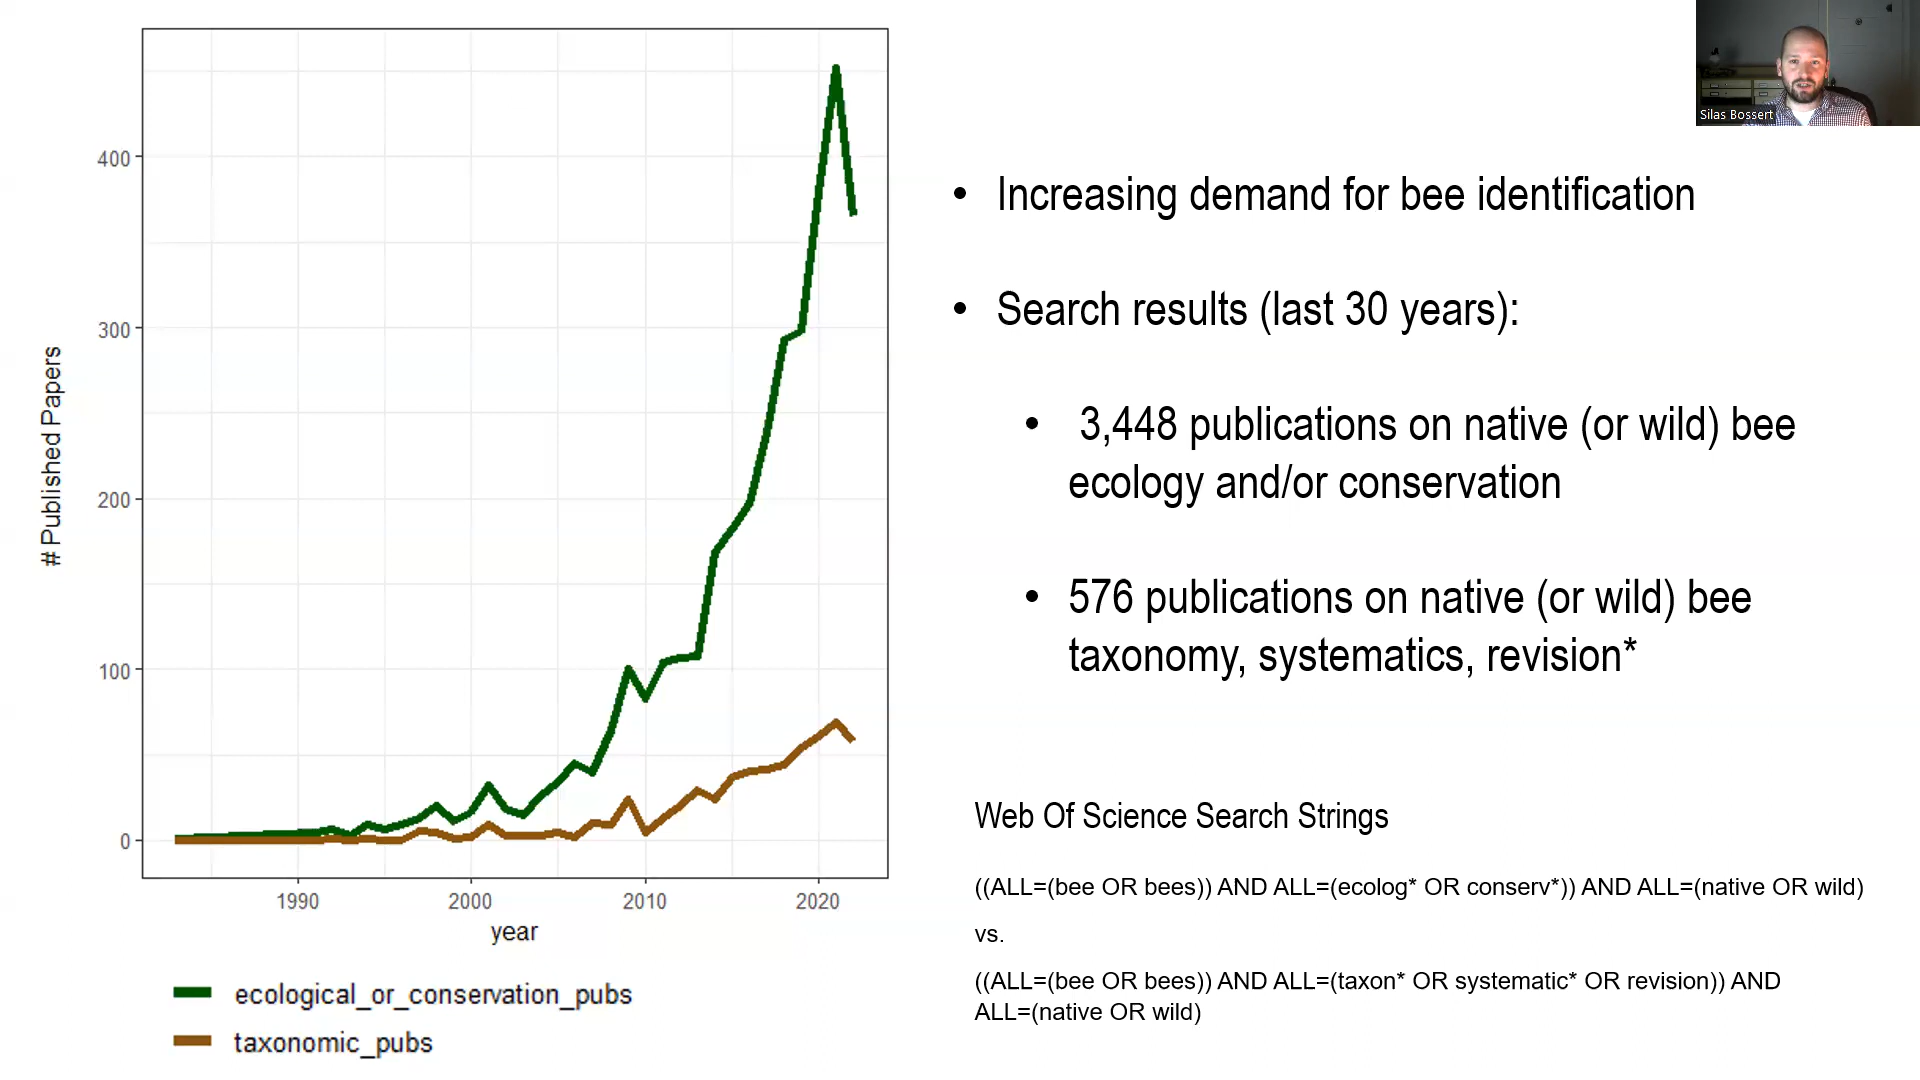 Silas Bossert
400
300
200
100
0
# Published Papers
1990 2000 2010 2020
year
ecological_or_conservation_pubs
taxonomic_pubs
• Increasing demand for bee identification
• Search results (last 30 years):
• 3,448 publications on native (or wild) bee
ecology and/or conservation
• 576 publications on native (or wild) bee
taxonomy, systematics, revision*
Web Of Science Search Strings
((ALL=(bee OR bees)) AND ALL=(ecolog* OR conserv*)) AND ALL=(native OR wild)
vs.
((ALL=(bee OR bees)) AND ALL=(taxon* OR systematic* OR revision)) AND
ALL=(native OR wild)